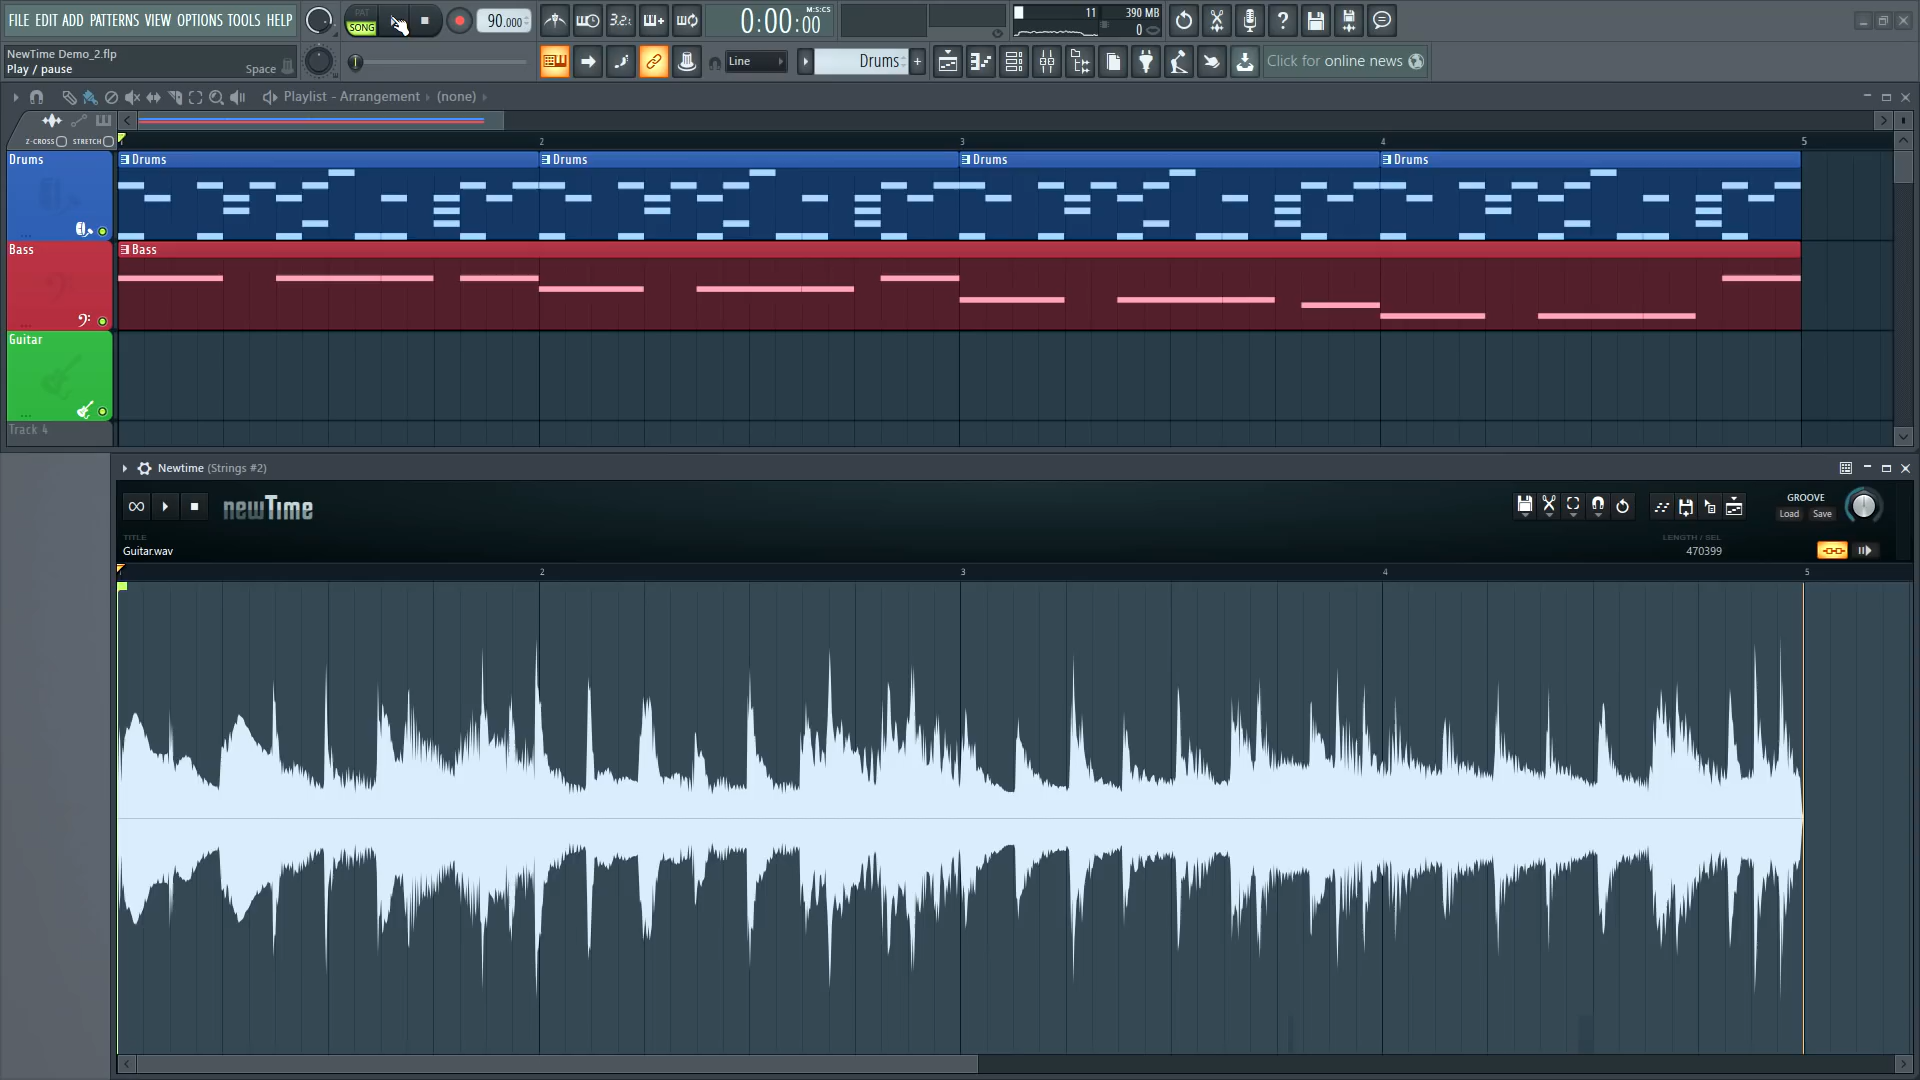 FILE EDIT ADD PATTERNS VIEW OPTIONS TOOLS HELP
PAT
SONG
90.000
3.2
0:00:00
M:S:CS
11
390 MB
0
NewTime Demo_2.flp
Play / pause
Space
Line
Drums
Click for online news
Playlist - Arrangement
(none)
Z-CROSS
STRETCH
2
3
4
5
Drums
Drums
Drums
Drums
Drums
Bass
Bass
Guitar
Track 4
Newtime (Strings #2)
newTime
GROOVE
Load
Save
TITLE
Guitar.wav
LENGTH / SEL
470399
2
3
4
5